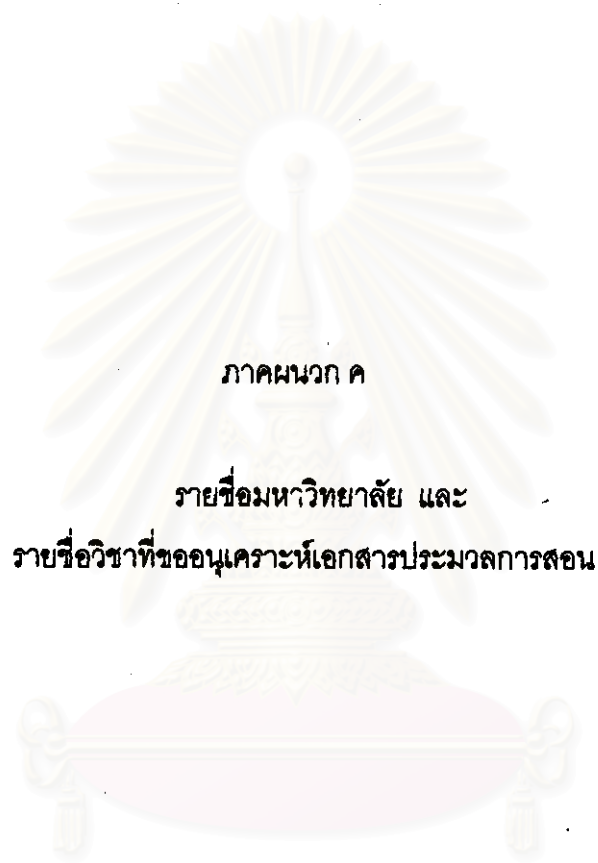 ภาคผนวก ค
รายชื่อมหาวิทยาลัย และ
รายชื่อวิชาที่ขออนุเคราะห์เอกสารประมวลการสอน